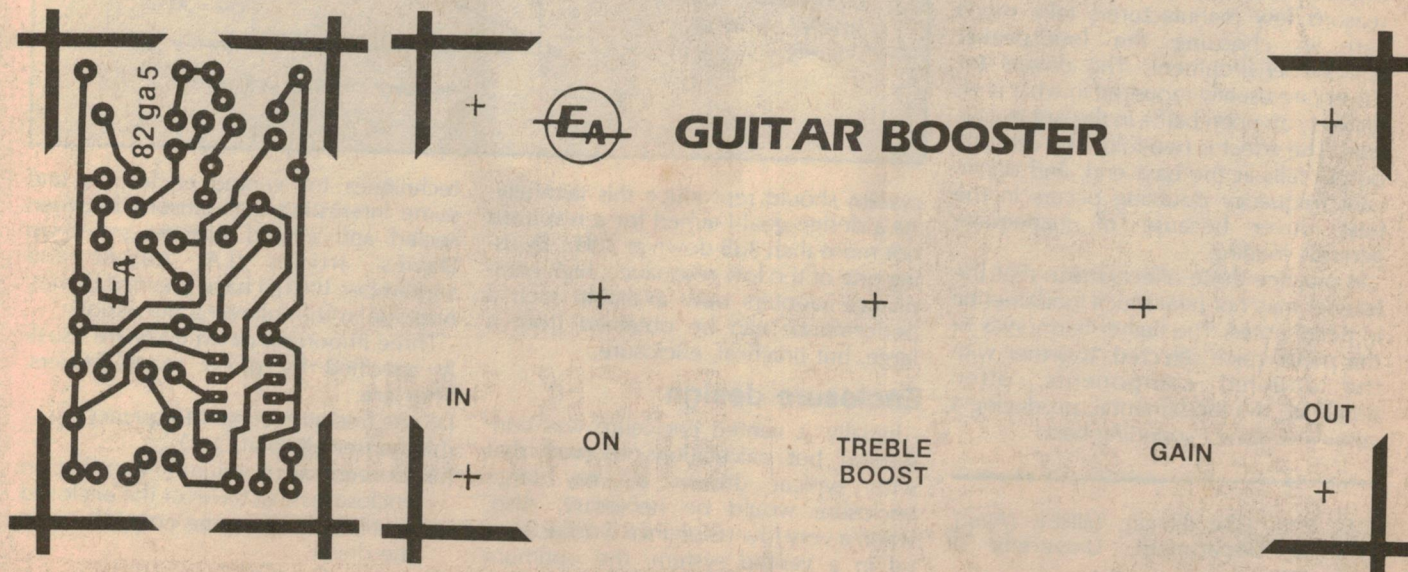 82ga5
EA
EA
GUITAR BOOSTER
IN
ON
TREBLE
BOOST
GAIN
OUT